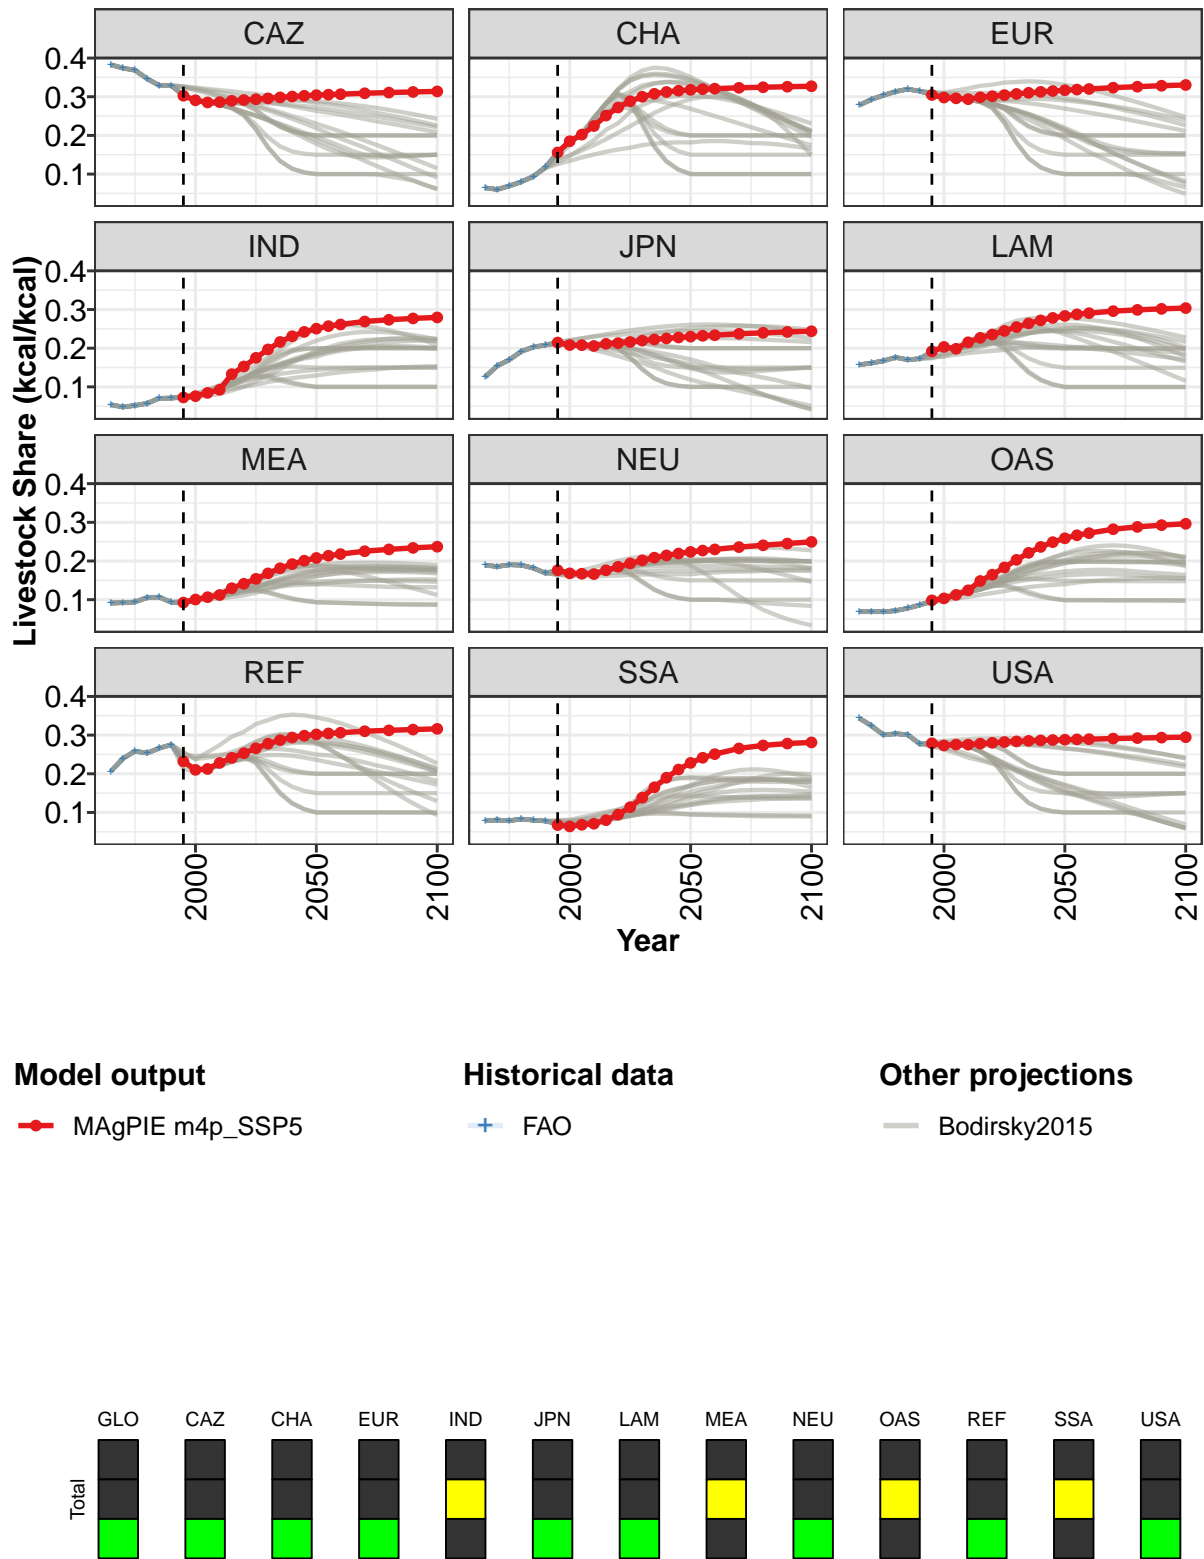 CAZ CHA EUR
0.4
0.3
0.2
0.1
IND JPN LAM
0.4
0.3
0.2
0.1
MEA NEU OAS
0.4
0.3
0.2
0.1
REF SSA USA
0.4
0.3
0.2
0.1
Livestock Share (kcal/kcal)
2000 2050 2100 2000 2050 2100 2000 2050 2100
Year
Model output Historical data Other projections
MAgPIE m4p_SSP5 FAO Bodirsky2015
GLO CAZ CHA EUR IND JPN LAM MEA NEU OAS REF SSA USA
Total